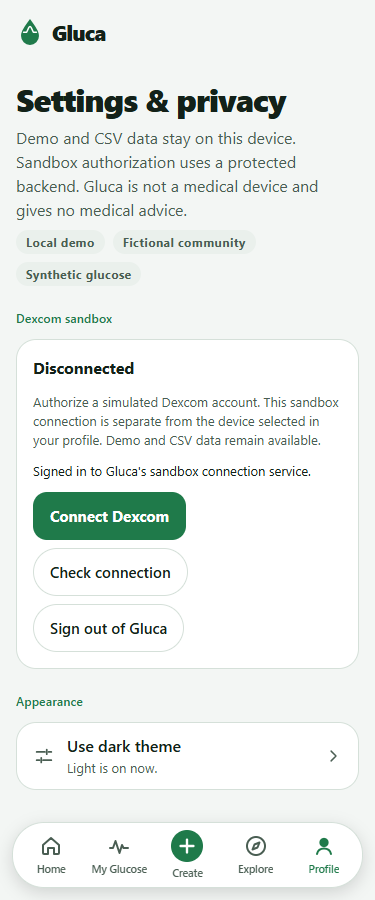 Gluca
Settings & privacy
Demo and CSV data stay on this device.
Sandbox authorization uses a protected
backend. Gluca is not a medical device and
gives no medical advice.
Local demo
Fictional community
Synthetic glucose
Dexcom sandbox
Disconnected
Authorize a simulated Dexcom account. This sandbox
connection is separate from the device selected in
your profile. Demo and CSV data remain available.
Signed in to Gluca's sandbox connection service.
Connect Dexcom
Check connection
Sign out of Gluca
Appearance
Use dark theme
Light is on now.
Home
My Glucose
Create
Explore
Profile